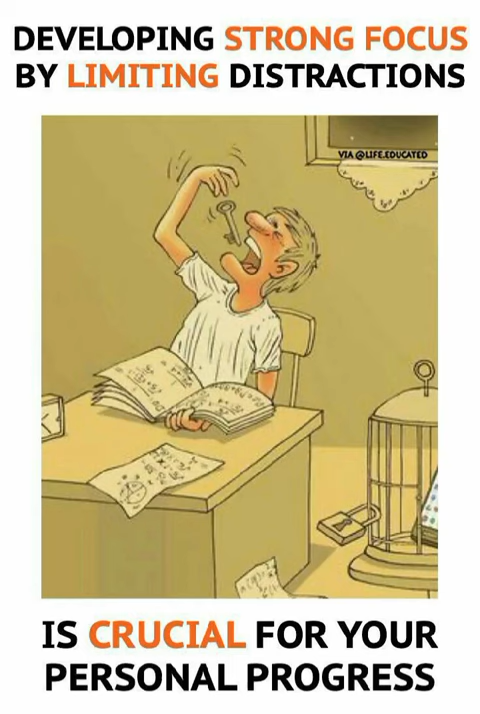 DEVELOPING STRONG FOCUS
BY LIMITING DISTRACTIONS
VIA @LIFE.EDUCATED
IS CRUCIAL FOR YOUR
PERSONAL PROGRESS